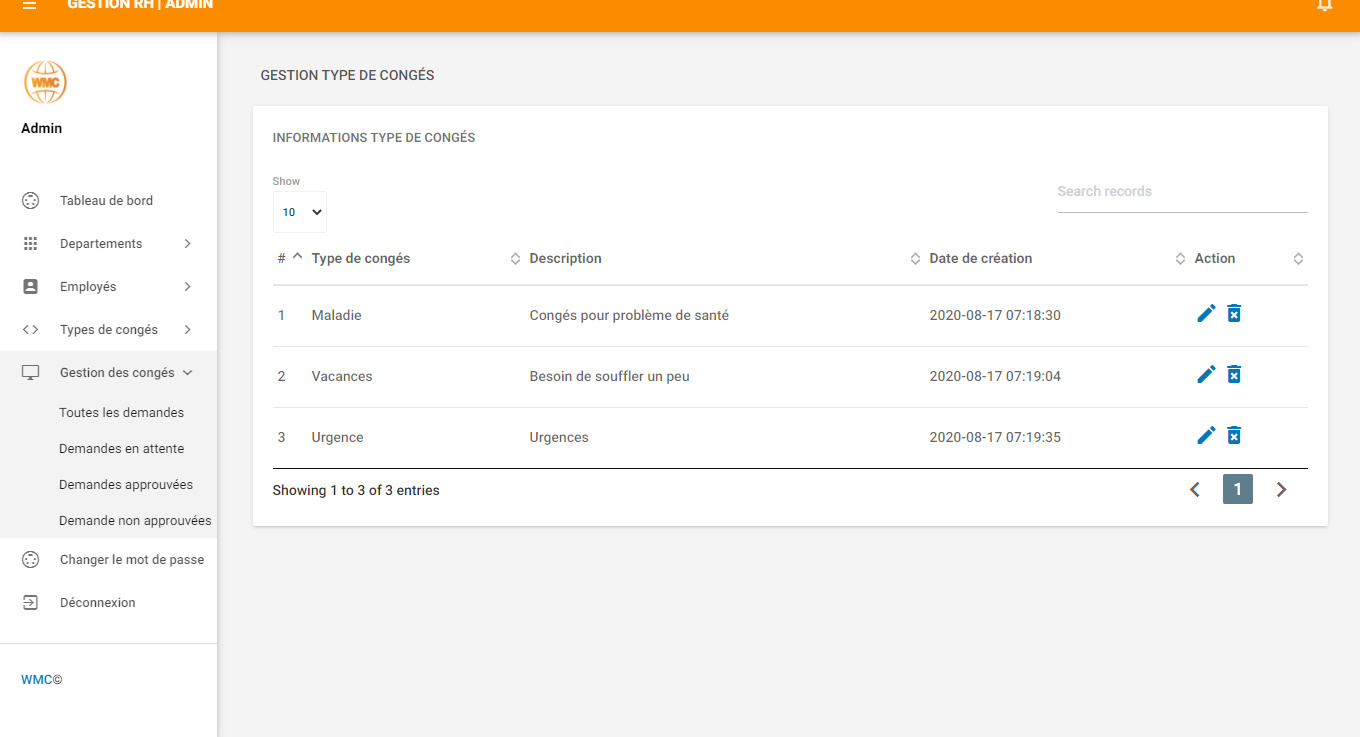 GESTION RH | ADMIN
WMC
Admin
Tableau de bord
Departements
Employés
Types de congés
Gestion des congés
Toutes les demandes
Demandes en attente
Demandes approuvées
Demande non approuvées
Changer le mot de passe
Déconnexion
WMC©
GESTION TYPE DE CONGÉS
INFORMATIONS TYPE DE CONGÉS
Show
10
Search records
# Type de congés Description Date de création Action
1 Maladie Congés pour problème de santé 2020-08-17 07:18:30
2 Vacances Besoin de souffler un peu 2020-08-17 07:19:04
3 Urgence Urgences 2020-08-17 07:19:35
Showing 1 to 3 of 3 entries
1